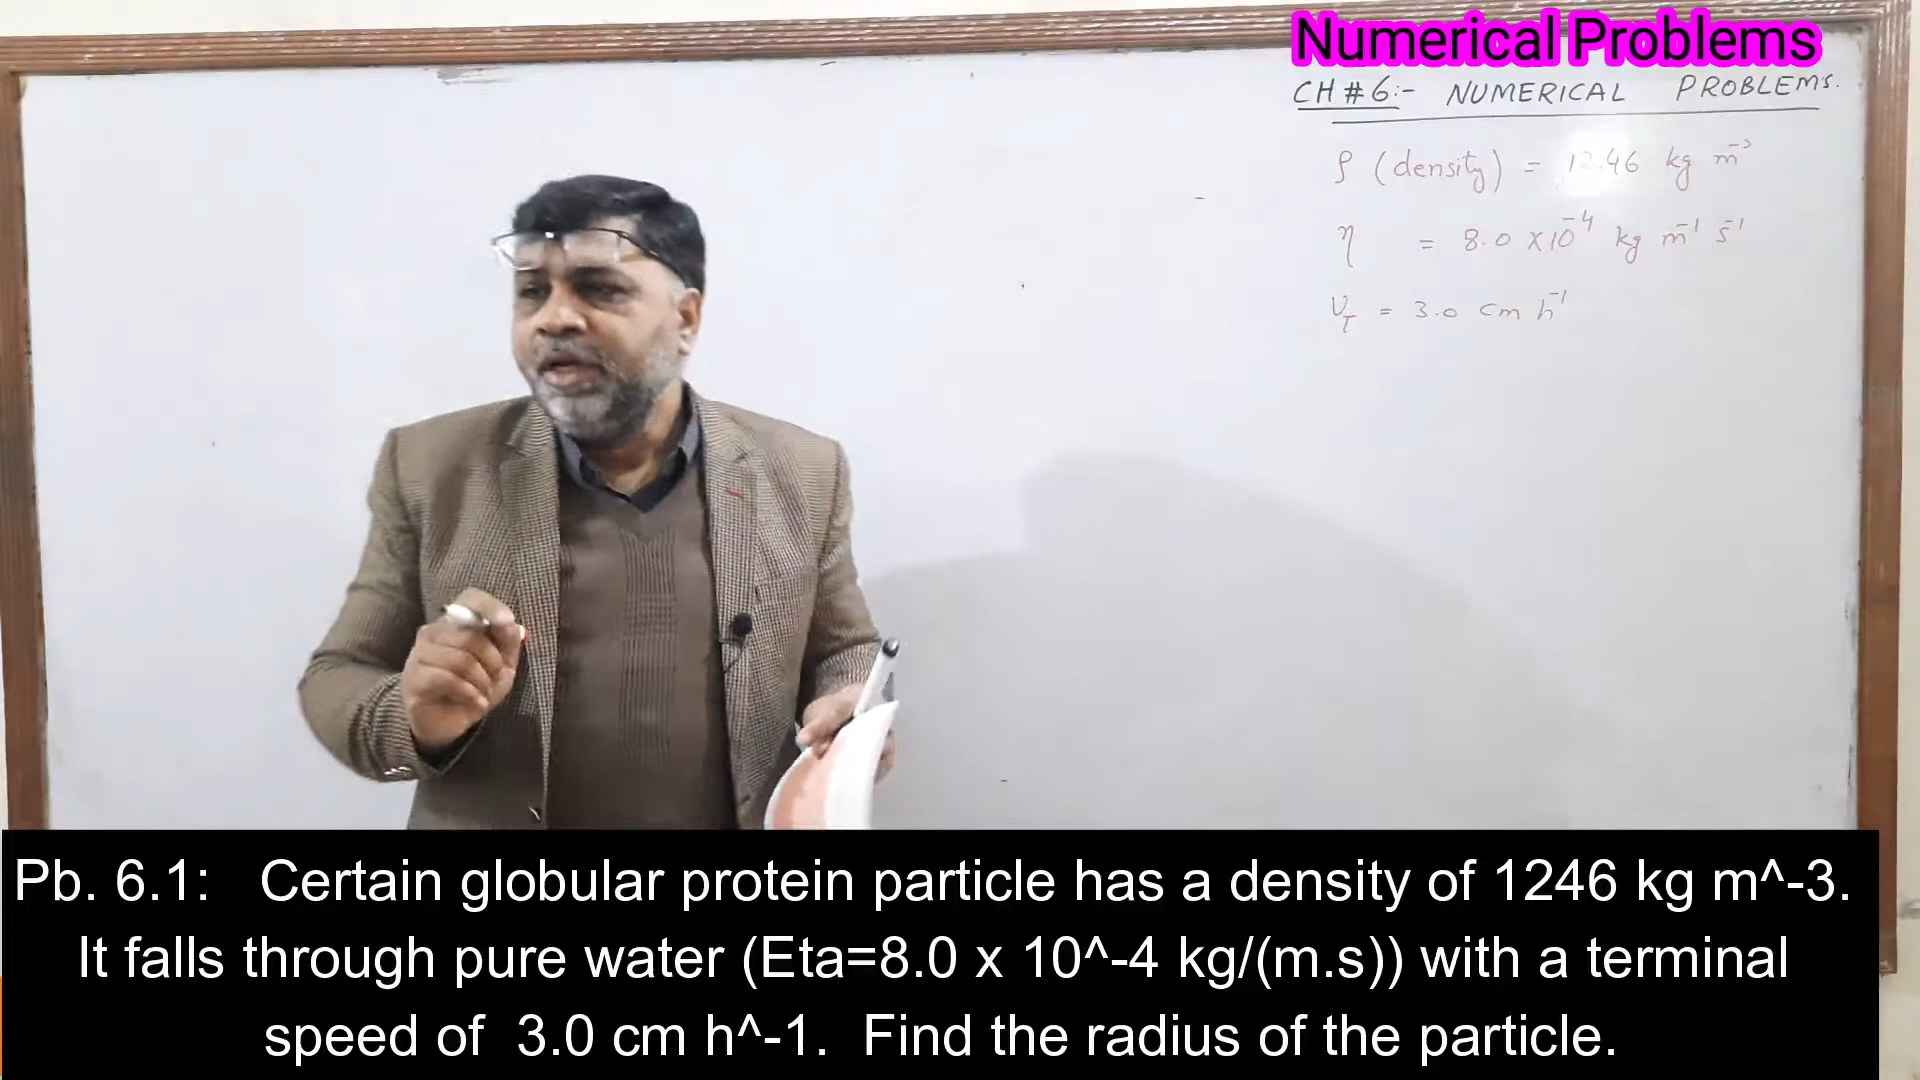 Numerical Problems
CH # 6:- NUMERICAL PROBLEMS.
ρ (density) = 12.46 kg m⁻³
η = 8.0 X 10⁻⁴ kg m⁻¹ s⁻¹
V_T = 3.0 cm h⁻¹
Pb. 6.1: Certain globular protein particle has a density of 1246 kg m^-3.
It falls through pure water (Eta=8.0 x 10^-4 kg/(m.s)) with a terminal
speed of 3.0 cm h^-1. Find the radius of the particle.